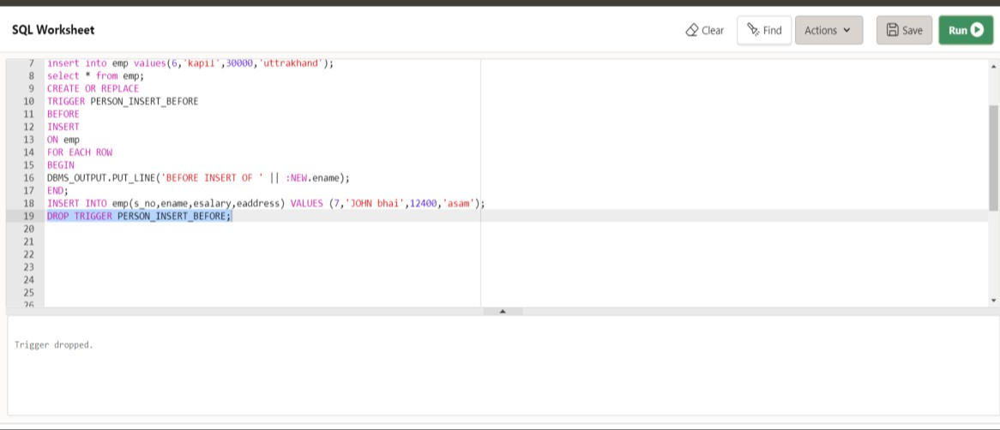 SQL Worksheet
Clear Find Actions Save Run
7 insert into emp values(6,'kapil',30000,'uttrakhand');
8 select * from emp;
9 CREATE OR REPLACE
10 TRIGGER PERSON_INSERT_BEFORE
11 BEFORE
12 INSERT
13 ON emp
14 FOR EACH ROW
15 BEGIN
16 DBMS_OUTPUT.PUT_LINE('BEFORE INSERT OF ' || :NEW.ename);
17 END;
18 INSERT INTO emp(s_no,ename,esalary,eaddress) VALUES (7,'JOHN bhai',12400,'asam');
19 DROP TRIGGER PERSON_INSERT_BEFORE;
20
21
22
23
24
25
26
Trigger dropped.